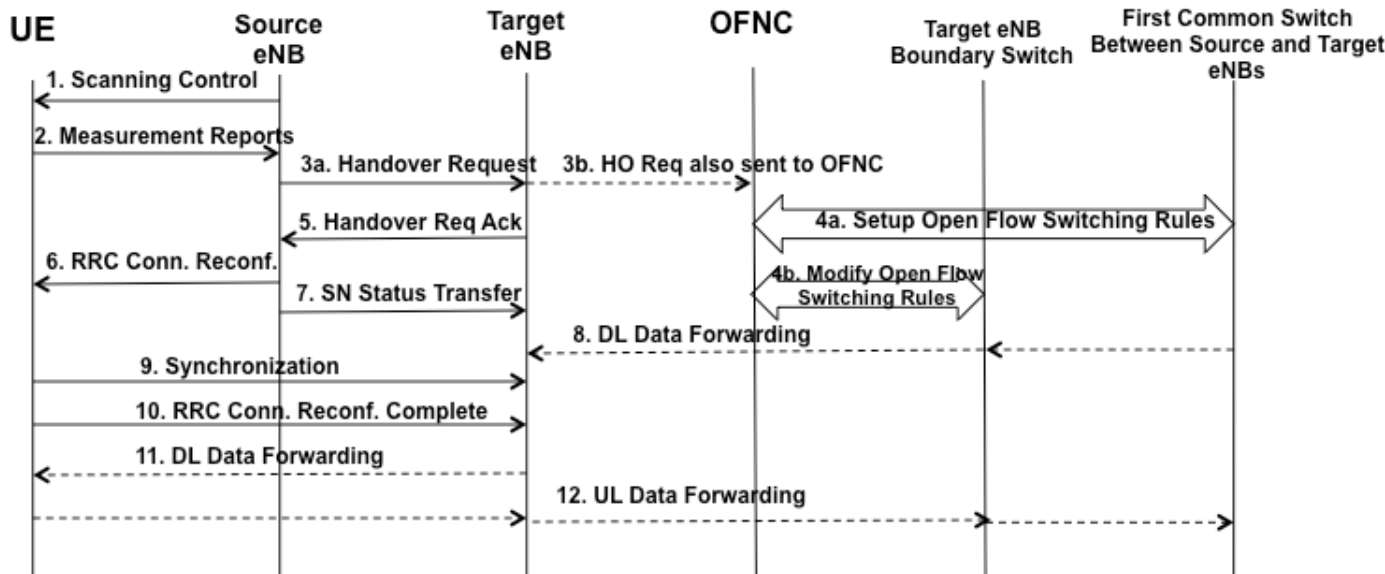 UE
Source
eNB
Target
eNB
OFNC
Target eNB
Boundary Switch
First Common Switch
Between Source and Target
eNBs
1. Scanning Control
2. Measurement Reports
3a. Handover Request
3b. HO Req also sent to OFNC
4a. Setup Open Flow Switching Rules
5. Handover Req Ack
6. RRC Conn. Reconf.
4b. Modify Open Flow
Switching Rules
7. SN Status Transfer
8. DL Data Forwarding
9. Synchronization
10. RRC Conn. Reconf. Complete
11. DL Data Forwarding
12. UL Data Forwarding